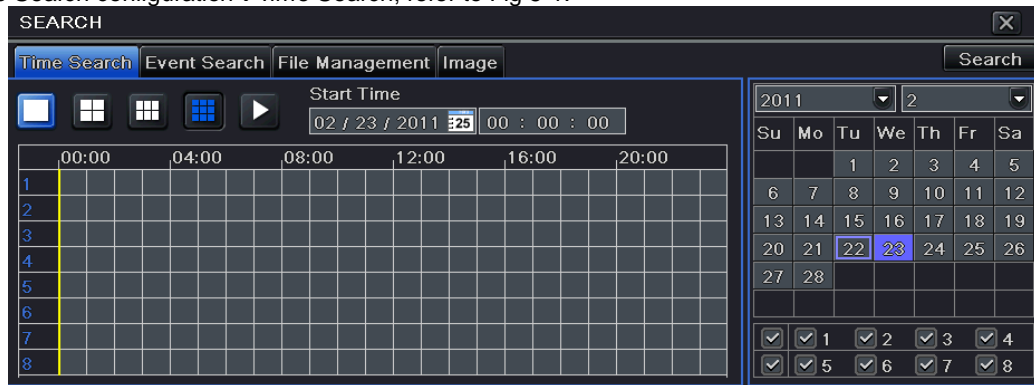 SEARCH
Time Search Event Search File Management Image Search
Start Time
02 / 23 / 2011 25 00 : 00 : 00
00:00 04:00 08:00 12:00 16:00 20:00
1
2
3
4
5
6
7
8
2011 2
Su Mo Tu We Th Fr Sa
1 2 3 4 5
6 7 8 9 10 11 12
13 14 15 16 17 18 19
20 21 22 23 24 25 26
27 28
1 2 3 4
5 6 7 8